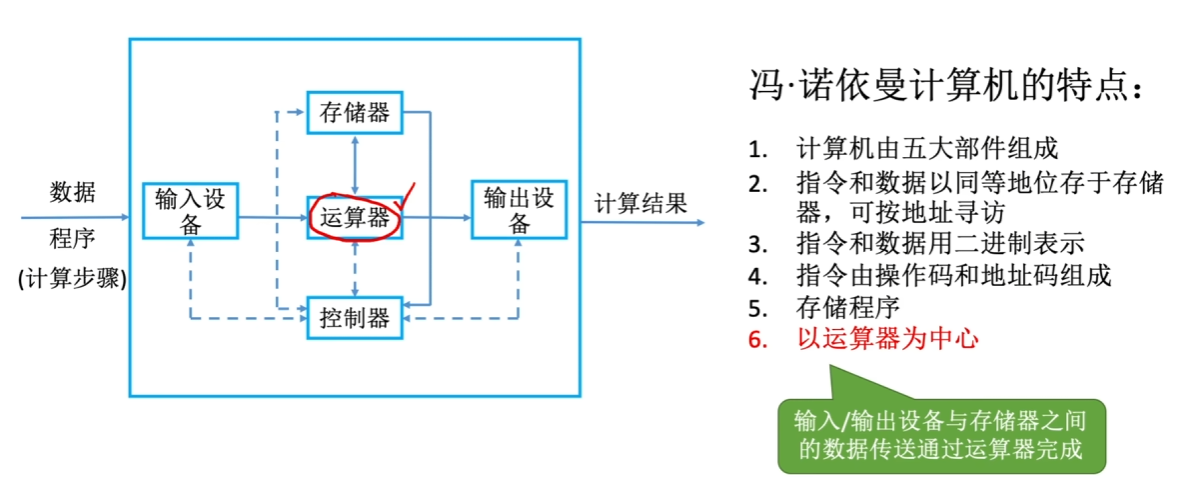 数据
程序
(计算步骤)
输入设
备
存储器
运算器
控制器
输出设
备
计算结果
冯·诺依曼计算机的特点：
1. 计算机由五大部件组成
2. 指令和数据以同等地位存于存储
器，可按地址寻访
3. 指令和数据用二进制表示
4. 指令由操作码和地址码组成
5. 存储程序
6. 以运算器为中心
输入/输出设备与存储器之间
的数据传送通过运算器完成